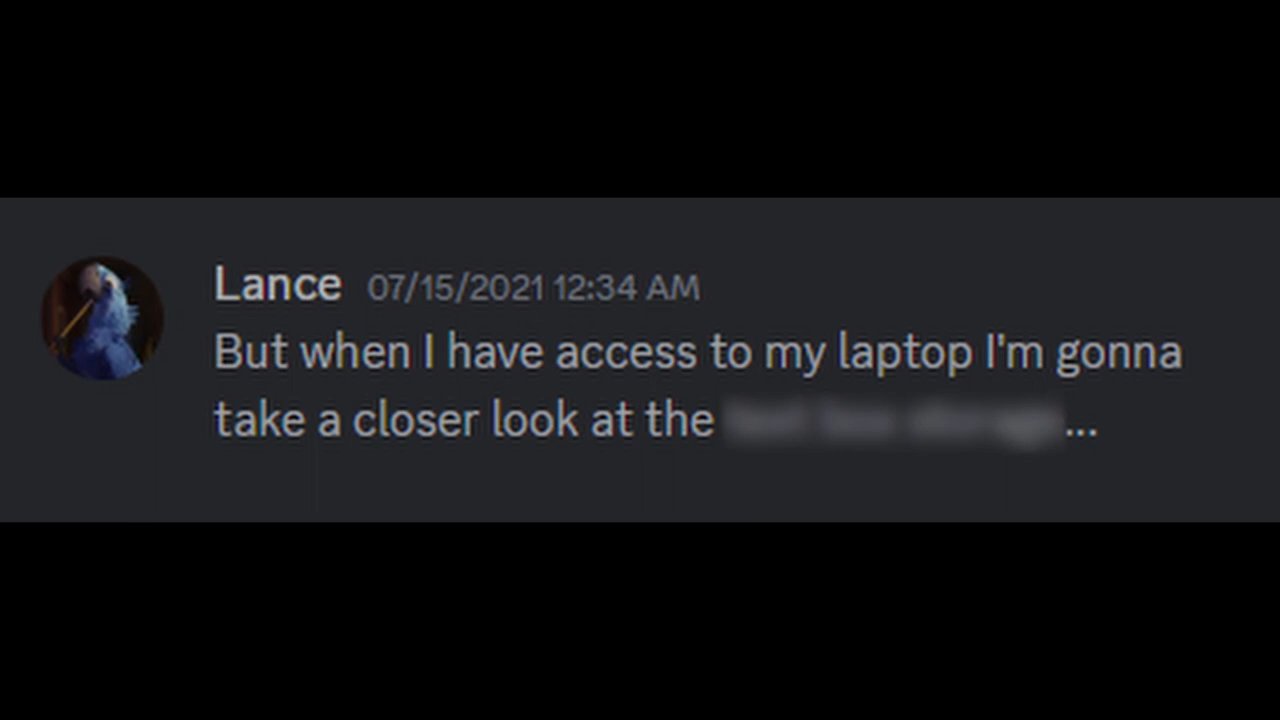 Lance 07/15/2021 12:34 AM
But when I have access to my laptop I'm gonna
take a closer look at the ...